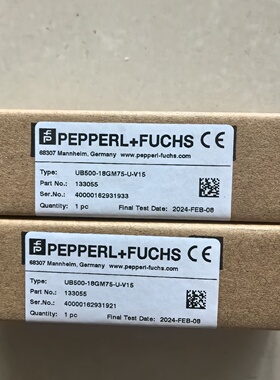 PEPPERL+FUCHS CE
68307 Mannheim, Germany www.pepperl-fuchs.com
Type: UB500-18GM75-U-V15
Part No.: 133055
Ser.No.: 40000162931933
Quantity: 1 pc Final Test Date: 2024-FEB-08
PEPPERL+FUCHS CE
68307 Mannheim, Germany www.pepperl-fuchs.com
Type: UB500-18GM75-U-V15
Part No.: 133055
Ser.No.: 40000162931921
Quantity: 1 pc Final Test Date: 2024-FEB-08